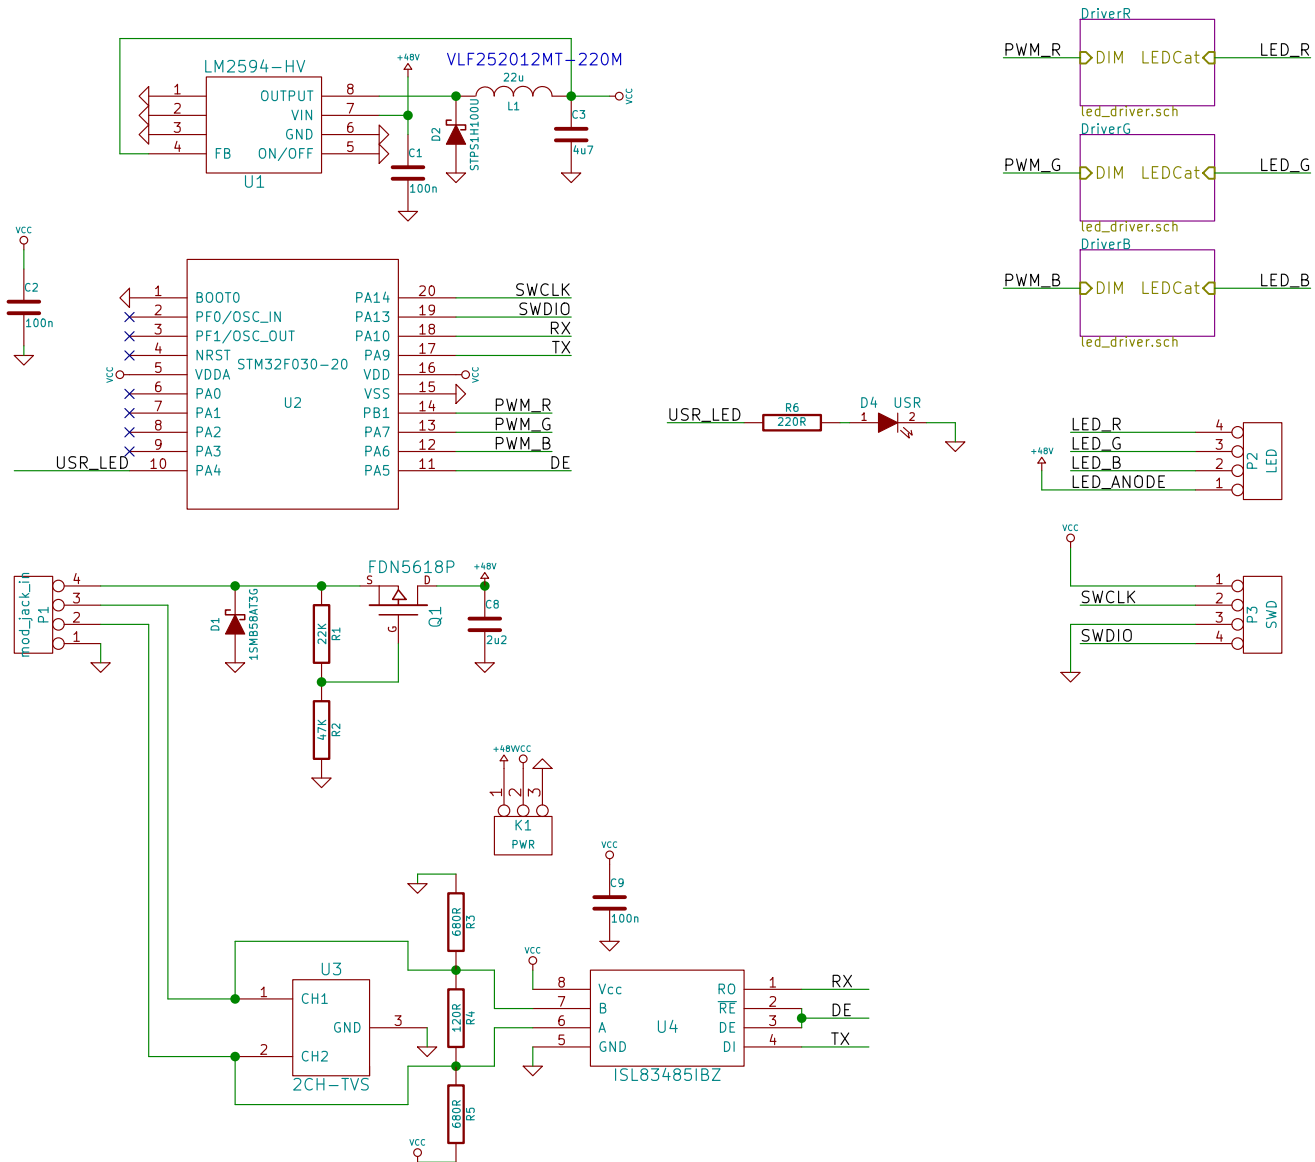 DriverR
PWM_R
DIM
LEDCat
LED_R
led_driver.sch
DriverG
PWM_G
DIM
LEDCat
LED_G
led_driver.sch
DriverB
PWM_B
DIM
LEDCat
LED_B
led_driver.sch
LM2594-HV
+48V
VLF252012MT-220M
22u
L1
1
2
3
4
FB
OUTPUT
VIN
GND
ON/OFF
8
7
6
5
U1
C1
100n
D2
STPS1H100U
C3
4u7
VCC
VCC
C2
100n
1
2
3
4
5
6
7
8
9
10
BOOT0
PF0/OSC_IN
PF1/OSC_OUT
NRST
VDDA
PA0
PA1
PA2
PA3
PA4
VCC
USR_LED
STM32F030-20
U2
PA14
PA13
PA10
PA9
VDD
VSS
PB1
PA7
PA6
PA5
20
19
18
17
16
15
14
13
12
11
SWCLK
SWDIO
RX
TX
VCC
PWM_R
PWM_G
PWM_B
DE
USR_LED
R6
220R
D4
USR
1
2
+48V
LED_R
LED_G
LED_B
LED_ANODE
4
3
2
1
P2
LED
VCC
SWCLK
SWDIO
1
2
3
4
P3
SWD
mod_jack_in
P1
4
3
2
1
D1
1SMB58AT3G
22K
R1
47K
R2
FDN5618P
S
D
G
Q1
+48V
C8
2u2
+48V
VCC
1
2
3
K1
PWR
VCC
C9
100n
680R
R3
120R
R4
680R
R5
VCC
U3
1
2
CH1
GND
CH2
3
2CH-TVS
VCC
8
7
6
5
Vcc
B
A
GND
U4
RO
RE
DE
DI
1
2
3
4
RX
DE
TX
ISL83485IBZ